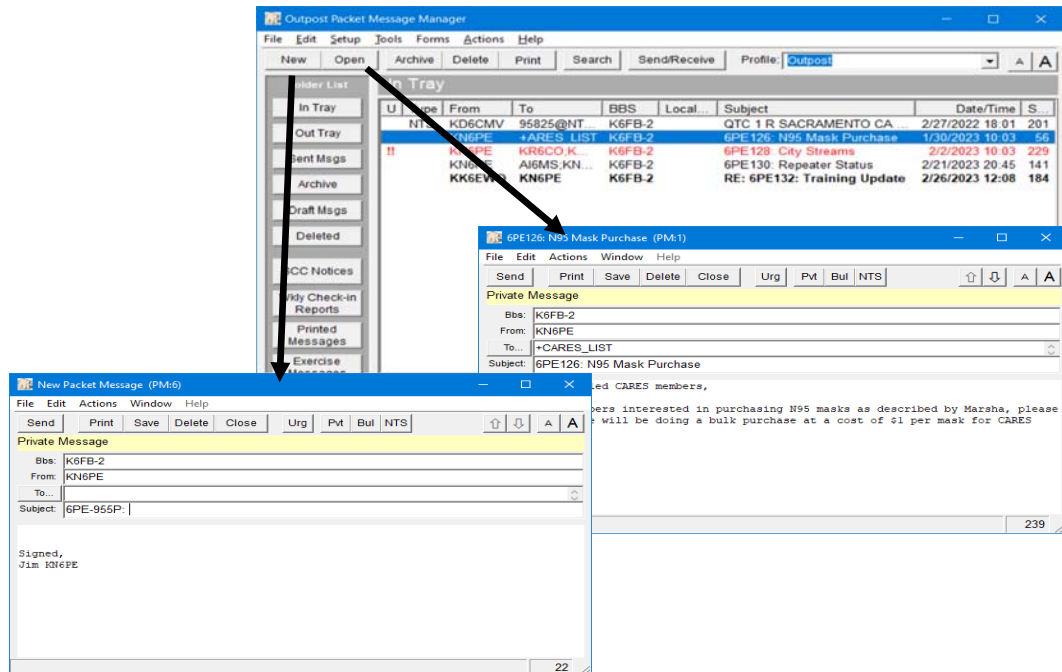 Outpost Packet Message Manager
File Edit Setup Tools Forms Actions Help
New Open Archive Delete Print Search Send/Receive Profile: Outpost A A
Folder List In Tray
In Tray
Out Tray
Sent Msgs
Archive
Draft Msgs
Deleted
SCC Notices
Wkly Check-in
Reports
Printed
Messages
Exercise
Messages
U Type From To BBS Local... Subject Date/Time S...
NTS KD6CMV 95825@NT... K6FB-2 QTC 1 R SACRAMENTO CA ... 2/27/2022 18:01 201
KN6PE +ARES_LIST K6FB-2 6PE126: N95 Mask Purchase 1/30/2023 10:03 56
!! KN6PE KR6CO;K... K6FB-2 6PE128: City Streams 2/2/2023 10:03 229
KN6PE AI6MS;KN... K6FB-2 6PE130: Repeater Status 2/21/2023 20:45 141
KK6EWQ KN6PE K6FB-2 RE: 6PE132: Training Update 2/26/2023 12:08 184
6PE126: N95 Mask Purchase (PM:1)
File Edit Actions Window Help
Send Print Save Delete Close Urg Pvt Bul NTS A A
Private Message
Bbs: K6FB-2
From: KN6PE
To... +CARES_LIST
Subject: 6PE126: N95 Mask Purchase
ed CARES members,
ers interested in purchasing N95 masks as described by Marsha, please
e will be doing a bulk purchase at a cost of $1 per mask for CARES
239
New Packet Message (PM:6)
File Edit Actions Window Help
Send Print Save Delete Close Urg Pvt Bul NTS A A
Private Message
Bbs: K6FB-2
From: KN6PE
To...
Subject: 6PE-955P:
Signed,
Jim KN6PE
22